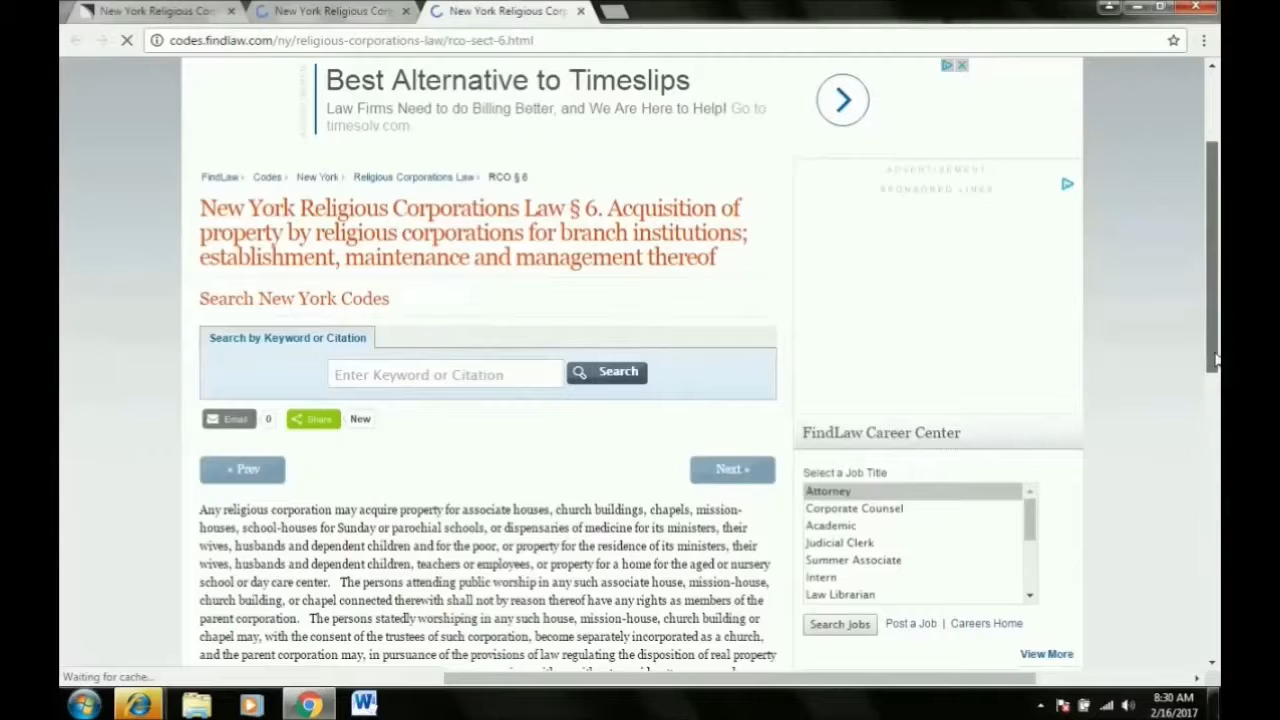 New York Religious Cor
New York Religious Cor
New York Religious Cor
codes.findlaw.com/ny/religious-corporations-law/rco-sect-6.html
Best Alternative to Timeslips
Law Firms Need to do Billing Better, and We Are Here to Help! Go to
timesolv.com
FindLaw Codes New York Religious Corporations Law RCO § 6
New York Religious Corporations Law § 6. Acquisition of
property by religious corporations for branch institutions;
establishment, maintenance and management thereof
Search New York Codes
Search by Keyword or Citation
Enter Keyword or Citation
Search
Email 0 Share New
« Prev
Next »
Any religious corporation may acquire property for associate houses, church buildings, chapels, mission-
houses, school-houses for Sunday or parochial schools, or dispensaries of medicine for its ministers, their
wives, husbands and dependent children and for the poor, or property for the residence of its ministers, their
wives, husbands and dependent children, teachers or employees, or property for a home for the aged or nursery
school or day care center. The persons attending public worship in any such associate house, mission-house,
church building, or chapel connected therewith shall not by reason thereof have any rights as members of the
parent corporation. The persons statedly worshiping in any such house, mission-house, church building or
chapel may, with the consent of the trustees of such corporation, become separately incorporated as a church,
and the parent corporation may, in pursuance of the provisions of law regulating the disposition of real property
ADVERTISEMENT
SPONSORED LINKS
FindLaw Career Center
Select a Job Title
Attorney
Corporate Counsel
Academic
Judicial Clerk
Summer Associate
Intern
Law Librarian
Search Jobs Post a Job | Careers Home
View More
Waiting for cache...
8:30 AM
2/16/2017